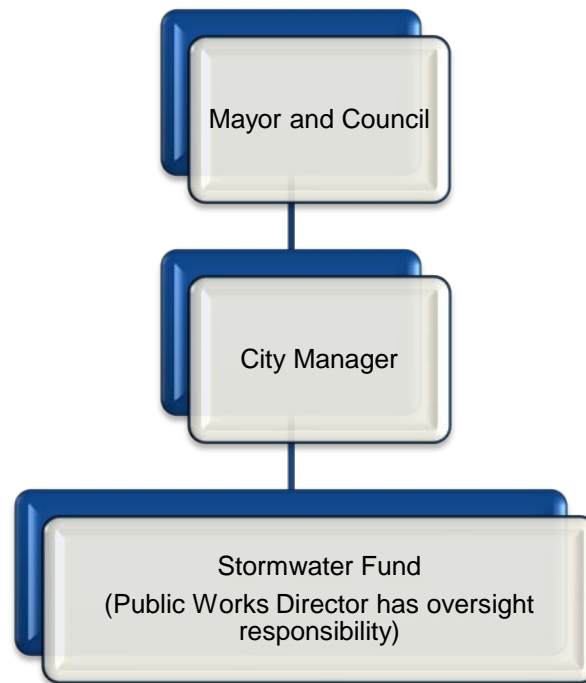 Mayor and Council
City Manager
Stormwater Fund
(Public Works Director has oversight
responsibility)